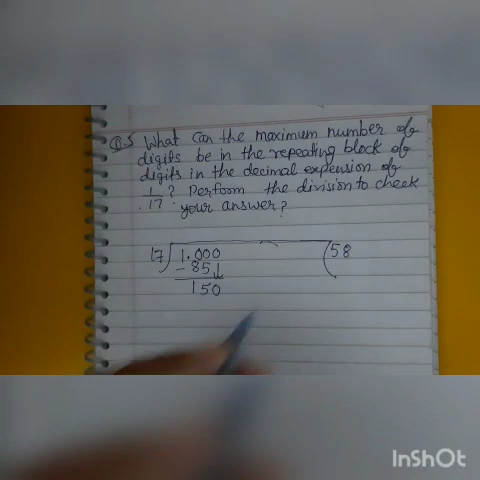 Q.5 What can the maximum number of
digits be in the repeating block of
digits in the decimal expension of
1/17? Perform the division to check
your answer?
17 1.000 58
- 85
150
InShOt